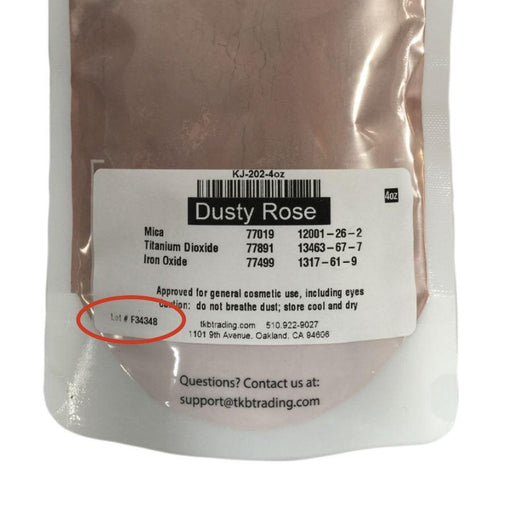 KJ-202-4oz
4oz
Dusty Rose
Mica 77019 12001-26-2
Titanium Dioxide 77891 13463-67-7
Iron Oxide 77499 1317-61-9
Approved for general cosmetic use, including eyes
Caution: do not breathe dust; store cool and dry
Lot # F34348
tkbtrading.com 510.922-9027
1101 9th Avenue, Oakland, CA 94606
Questions? Contact us at:
support@tkbtrading.com